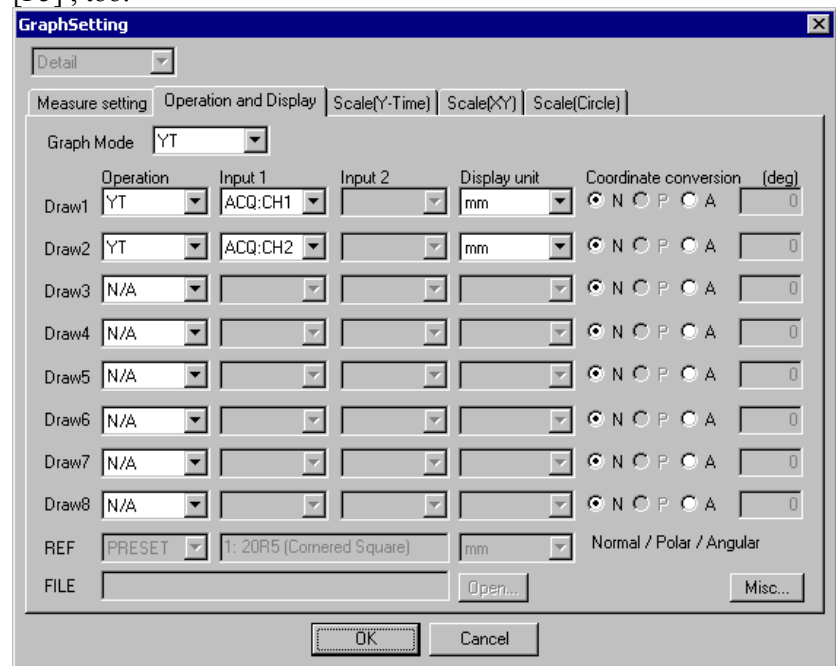 GraphSetting
Detail
Measure setting Operation and Display Scale(Y-Time) Scale(XY) Scale(Circle)
Graph Mode YT
Operation Input 1 Input 2 Display unit Coordinate conversion (deg)
Draw1 YT ACQ:CH1 mm N P A 0
Draw2 YT ACQ:CH2 mm N P A 0
Draw3 N/A N P A 0
Draw4 N/A N P A 0
Draw5 N/A N P A 0
Draw6 N/A N P A 0
Draw7 N/A N P A 0
Draw8 N/A N P A 0
REF PRESET 1: 20R5 (Cornered Square) mm Normal / Polar / Angular
FILE Open... Misc...
OK Cancel